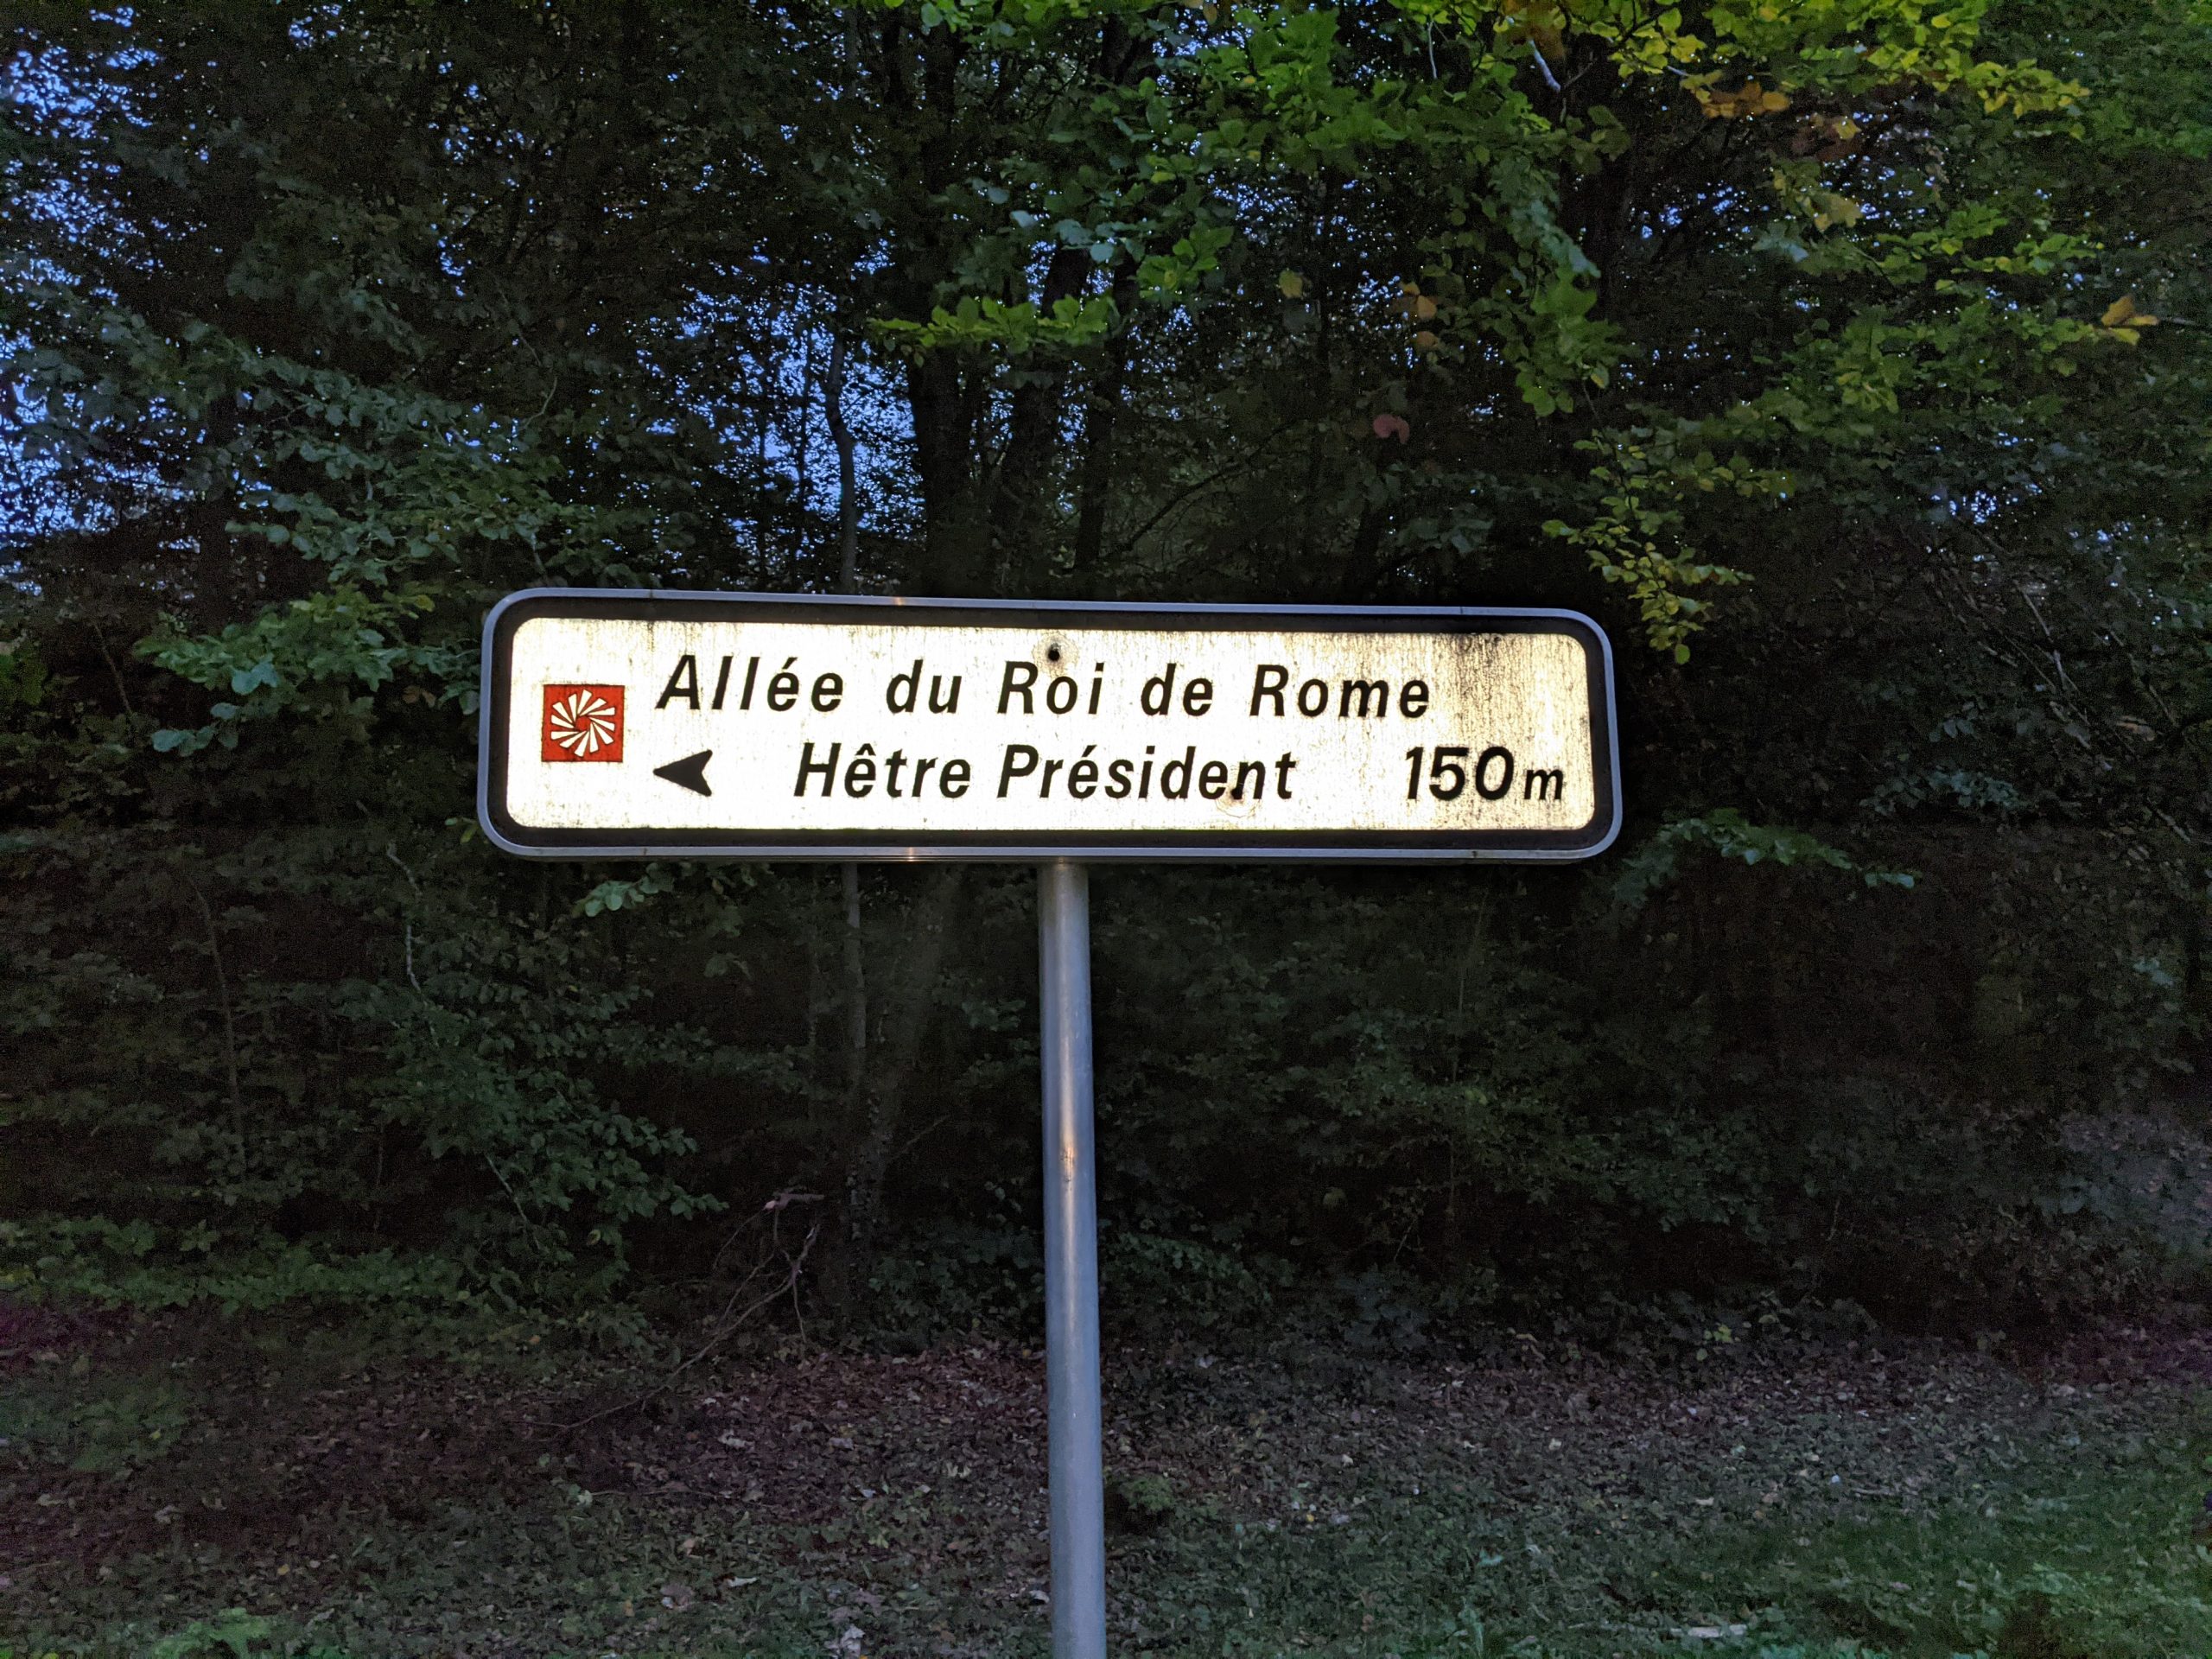 Allée du Roi de Rome
Hêtre Président 150m